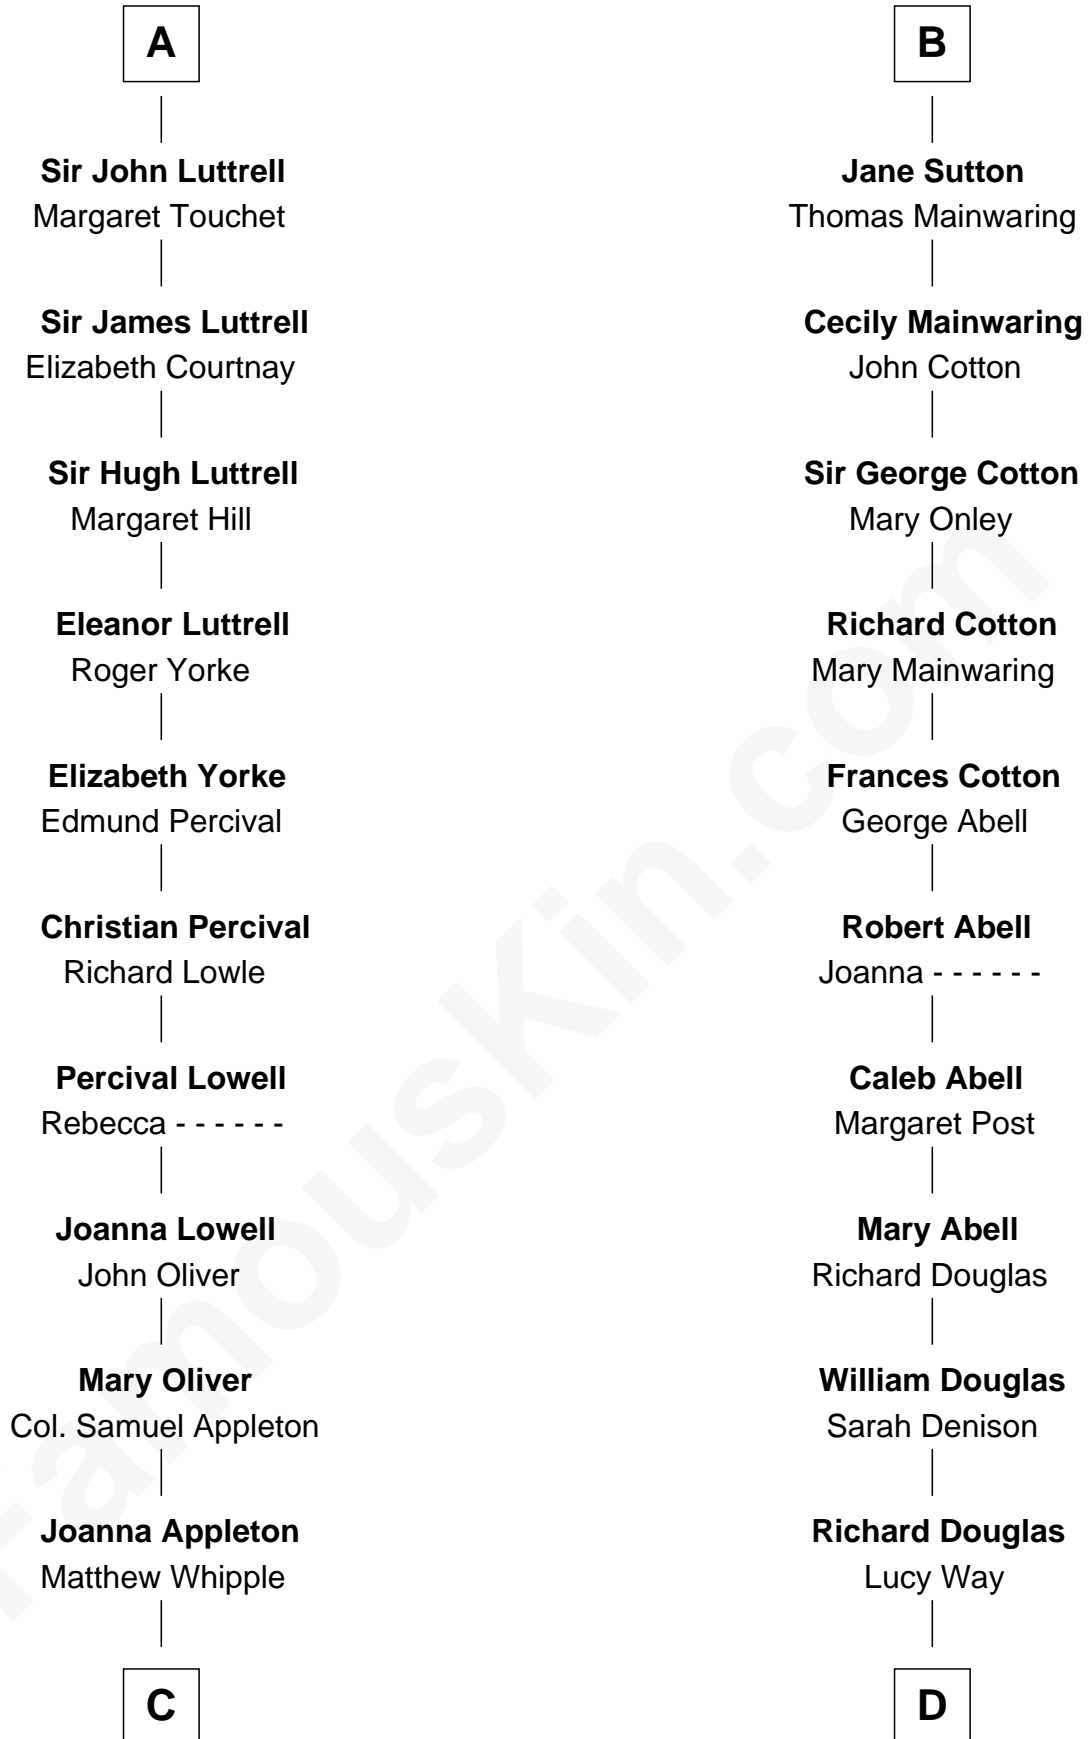 A
Sir John Luttrell
Margaret Touchet
Sir James Luttrell
Elizabeth Courtnay
Sir Hugh Luttrell
Margaret Hill
Eleanor Luttrell
Roger Yorke
Elizabeth Yorke
Edmund Percival
Christian Percival
Richard Lowle
Percival Lowell
Rebecca - - - - - -
Joanna Lowell
John Oliver
Mary Oliver
Col. Samuel Appleton
Joanna Appleton
Matthew Whipple
C
B
Jane Sutton
Thomas Mainwaring
Cecily Mainwaring
John Cotton
Sir George Cotton
Mary Onley
Richard Cotton
Mary Mainwaring
Frances Cotton
George Abell
Robert Abell
Joanna - - - - - -
Caleb Abell
Margaret Post
Mary Abell
Richard Douglas
William Douglas
Sarah Denison
Richard Douglas
Lucy Way
D
FamousKin.com